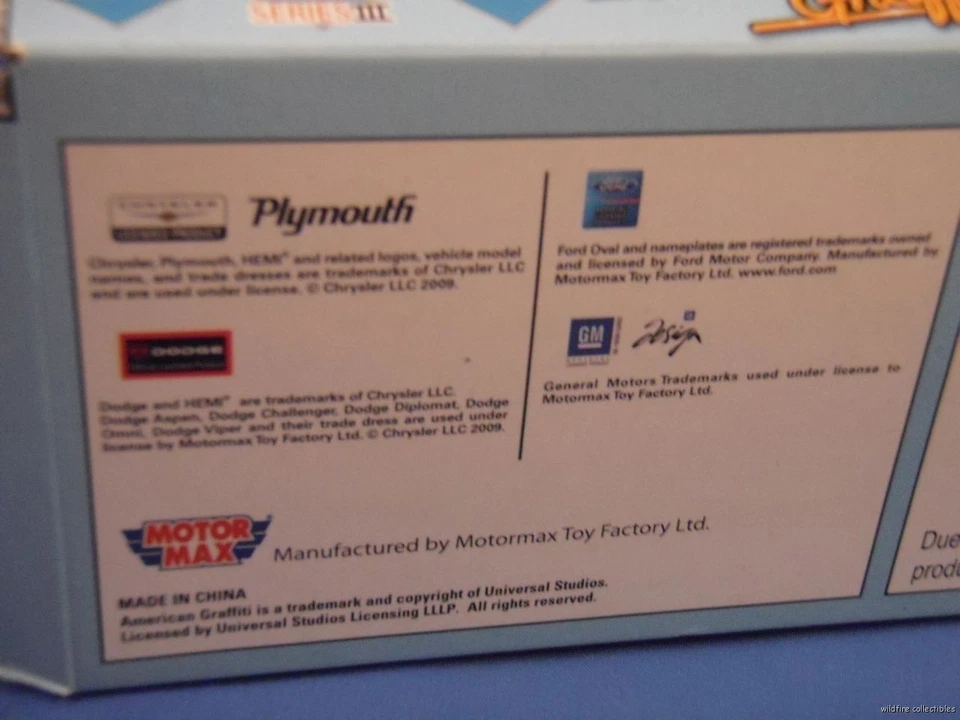 SERIES III
CHRYSLER
Plymouth
Chrysler, Plymouth, HEMI® and related logos, vehicle model
names, and trade dresses are trademarks of Chrysler LLC
and are used under license. © Chrysler LLC 2009.
DODGE
Dodge and HEMI® are trademarks of Chrysler LLC.
Dodge Aspen, Dodge Challenger, Dodge Diplomat, Dodge
Omni, Dodge Viper and their trade dress are used under
license by Motormax Toy Factory Ltd. © Chrysler LLC 2009.
Ford
Ford Oval and nameplates are registered trademarks owned
and licensed by Ford Motor Company. Manufactured by
Motormax Toy Factory Ltd. www.ford.com
GM
Design
General Motors Trademarks used under license to
Motormax Toy Factory Ltd.
MOTOR
MAX
Manufactured by Motormax Toy Factory Ltd.
MADE IN CHINA
American Graffiti is a trademark and copyright of Universal Studios.
Licensed by Universal Studios Licensing LLLP. All rights reserved.
Due
produ
wildfire collectibles